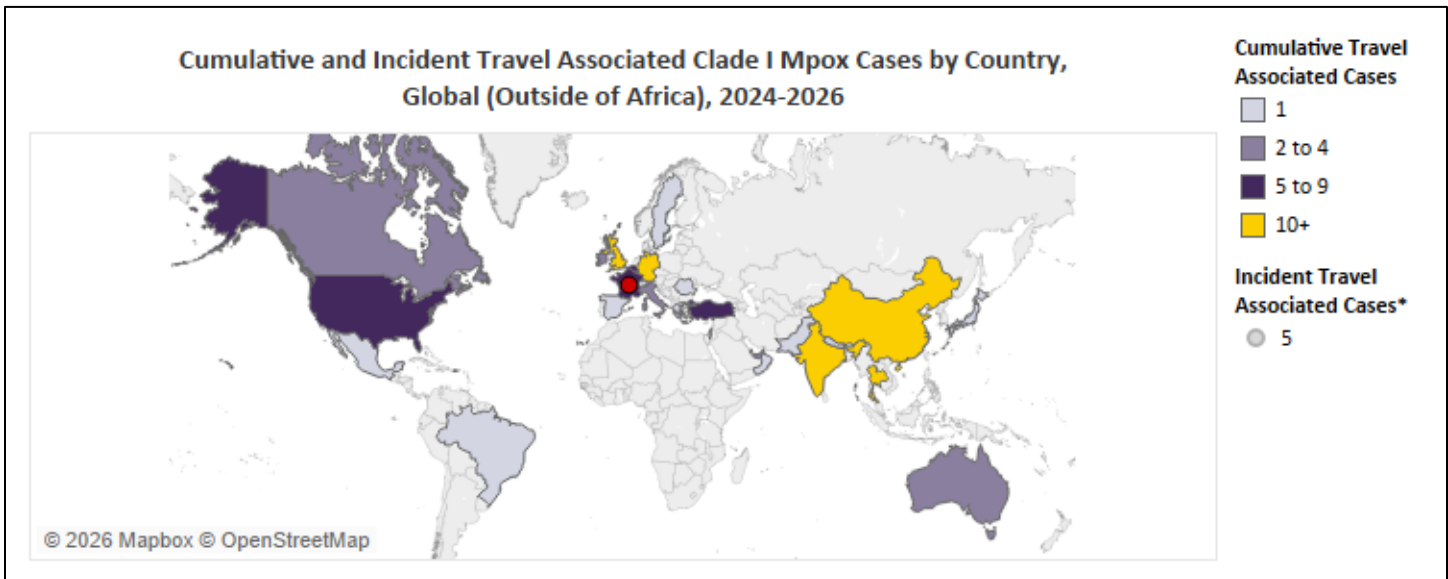 Cumulative and Incident Travel Associated Clade I Mpox Cases by Country,
Global (Outside of Africa), 2024-2026
Cumulative Travel
Associated Cases
1
2 to 4
5 to 9
10+
Incident Travel
Associated Cases*
5
© 2026 Mapbox © OpenStreetMap